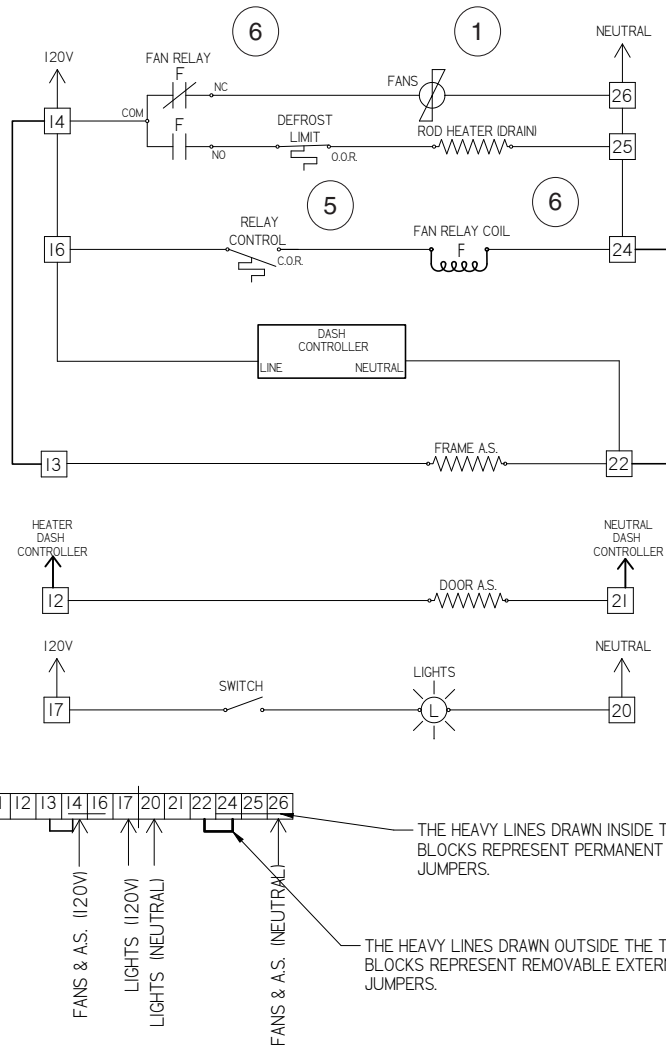 6
1
NEUTRAL
120V
FAN RELAY
F
NC
FANS
26
14
COM
F
NO
DEFROST
LIMIT
O.O.R.
ROD HEATER (DRAIN)
25
5
6
RELAY
CONTROL
C.O.R.
FAN RELAY COIL
F
16
24
DASH
CONTROLLER
LINE
NEUTRAL
FRAME A.S.
13
22
HEATER
DASH
CONTROLLER
NEUTRAL
DASH
CONTROLLER
DOOR A.S.
12
21
120V
NEUTRAL
SWITCH
LIGHTS
17
L
20
12 13 14 16 17 20 21 22 24 25 26
THE HEAVY LINES DRAWN INSIDE
BLOCKS REPRESENT PERMANENT
JUMPERS.
FANS & A.S. (120V)
LIGHTS (120V)
LIGHTS (NEUTRAL)
FANS & A.S. (NEUTRAL)
THE HEAVY LINES DRAWN OUTSIDE THE
BLOCKS REPRESENT REMOVABLE
JUMPERS.